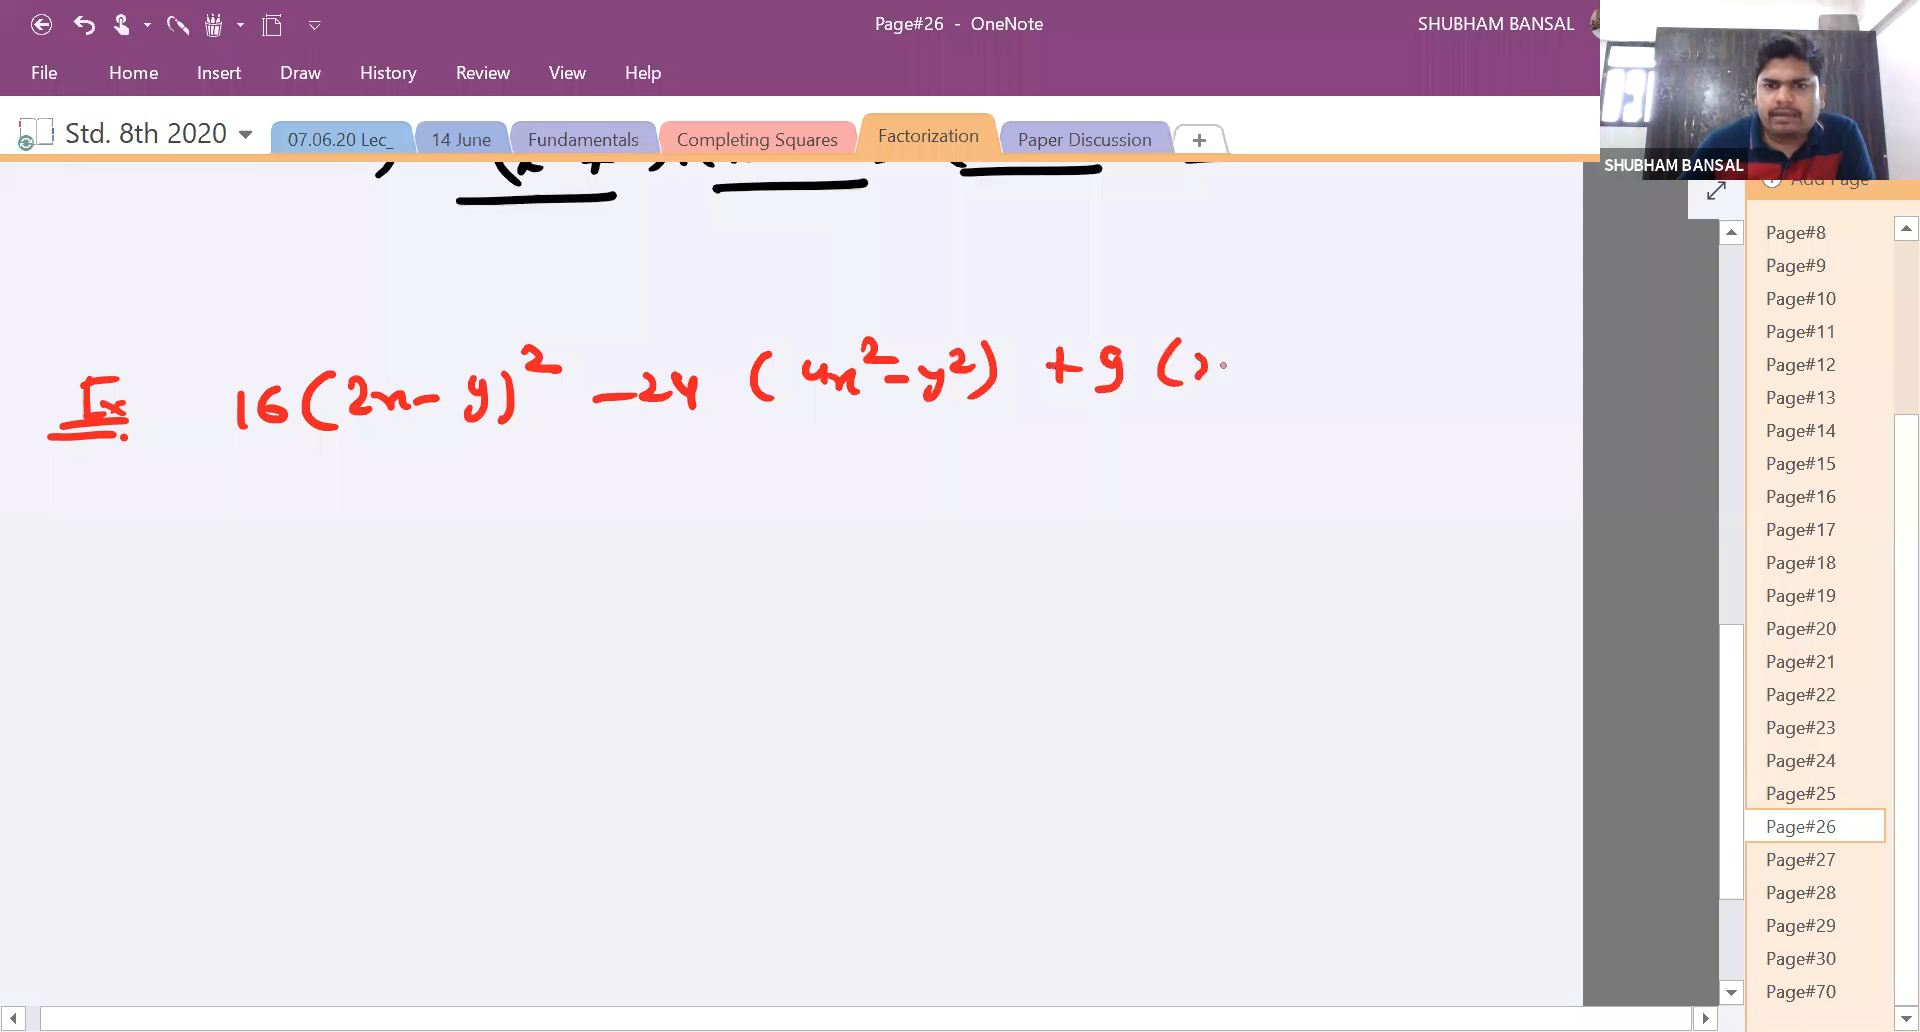 Page#26 - OneNote
SHUBHAM BANSAL
File Home Insert Draw History Review View Help
SHUBHAM BANSAL
Std. 8th 2020
07.06.20 Lec_
14 June
Fundamentals
Completing Squares
Factorization
Paper Discussion
+
Add Page
Ex 16(2x-y)² -24 (4x²-y²) +9 (
Page#8
Page#9
Page#10
Page#11
Page#12
Page#13
Page#14
Page#15
Page#16
Page#17
Page#18
Page#19
Page#20
Page#21
Page#22
Page#23
Page#24
Page#25
Page#26
Page#27
Page#28
Page#29
Page#30
Page#70